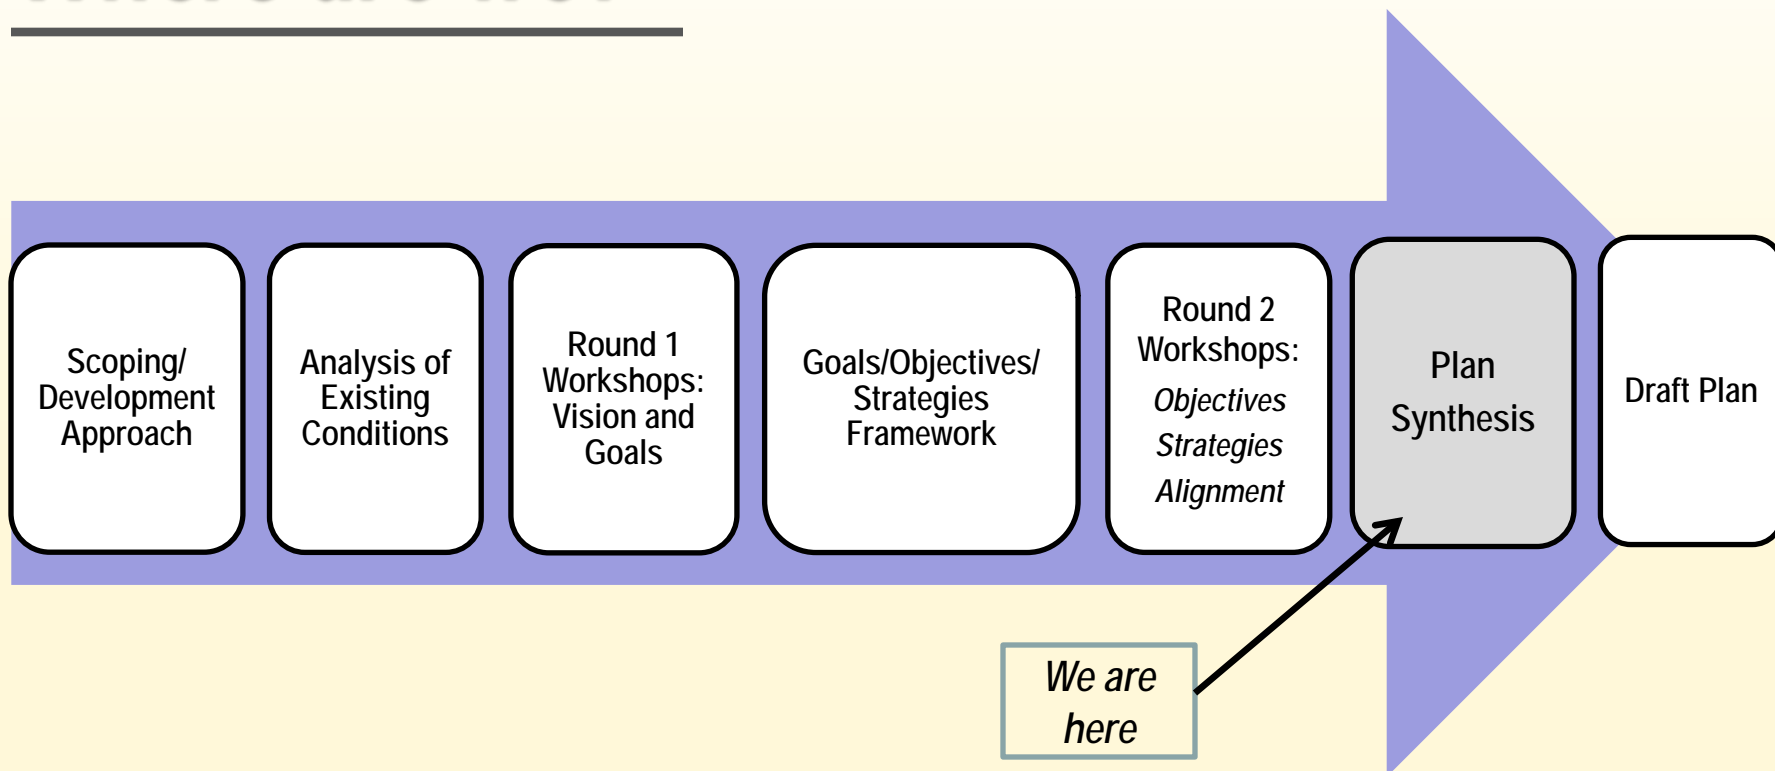 Scoping/
Development
Approach
Analysis of
Existing
Conditions
Round 1
Workshops:
Vision and
Goals
Goals/Objectives/
Strategies
Framework
Round 2
Workshops:
Objectives
Strategies
Alignment
Plan
Synthesis
Draft Plan
We are
here